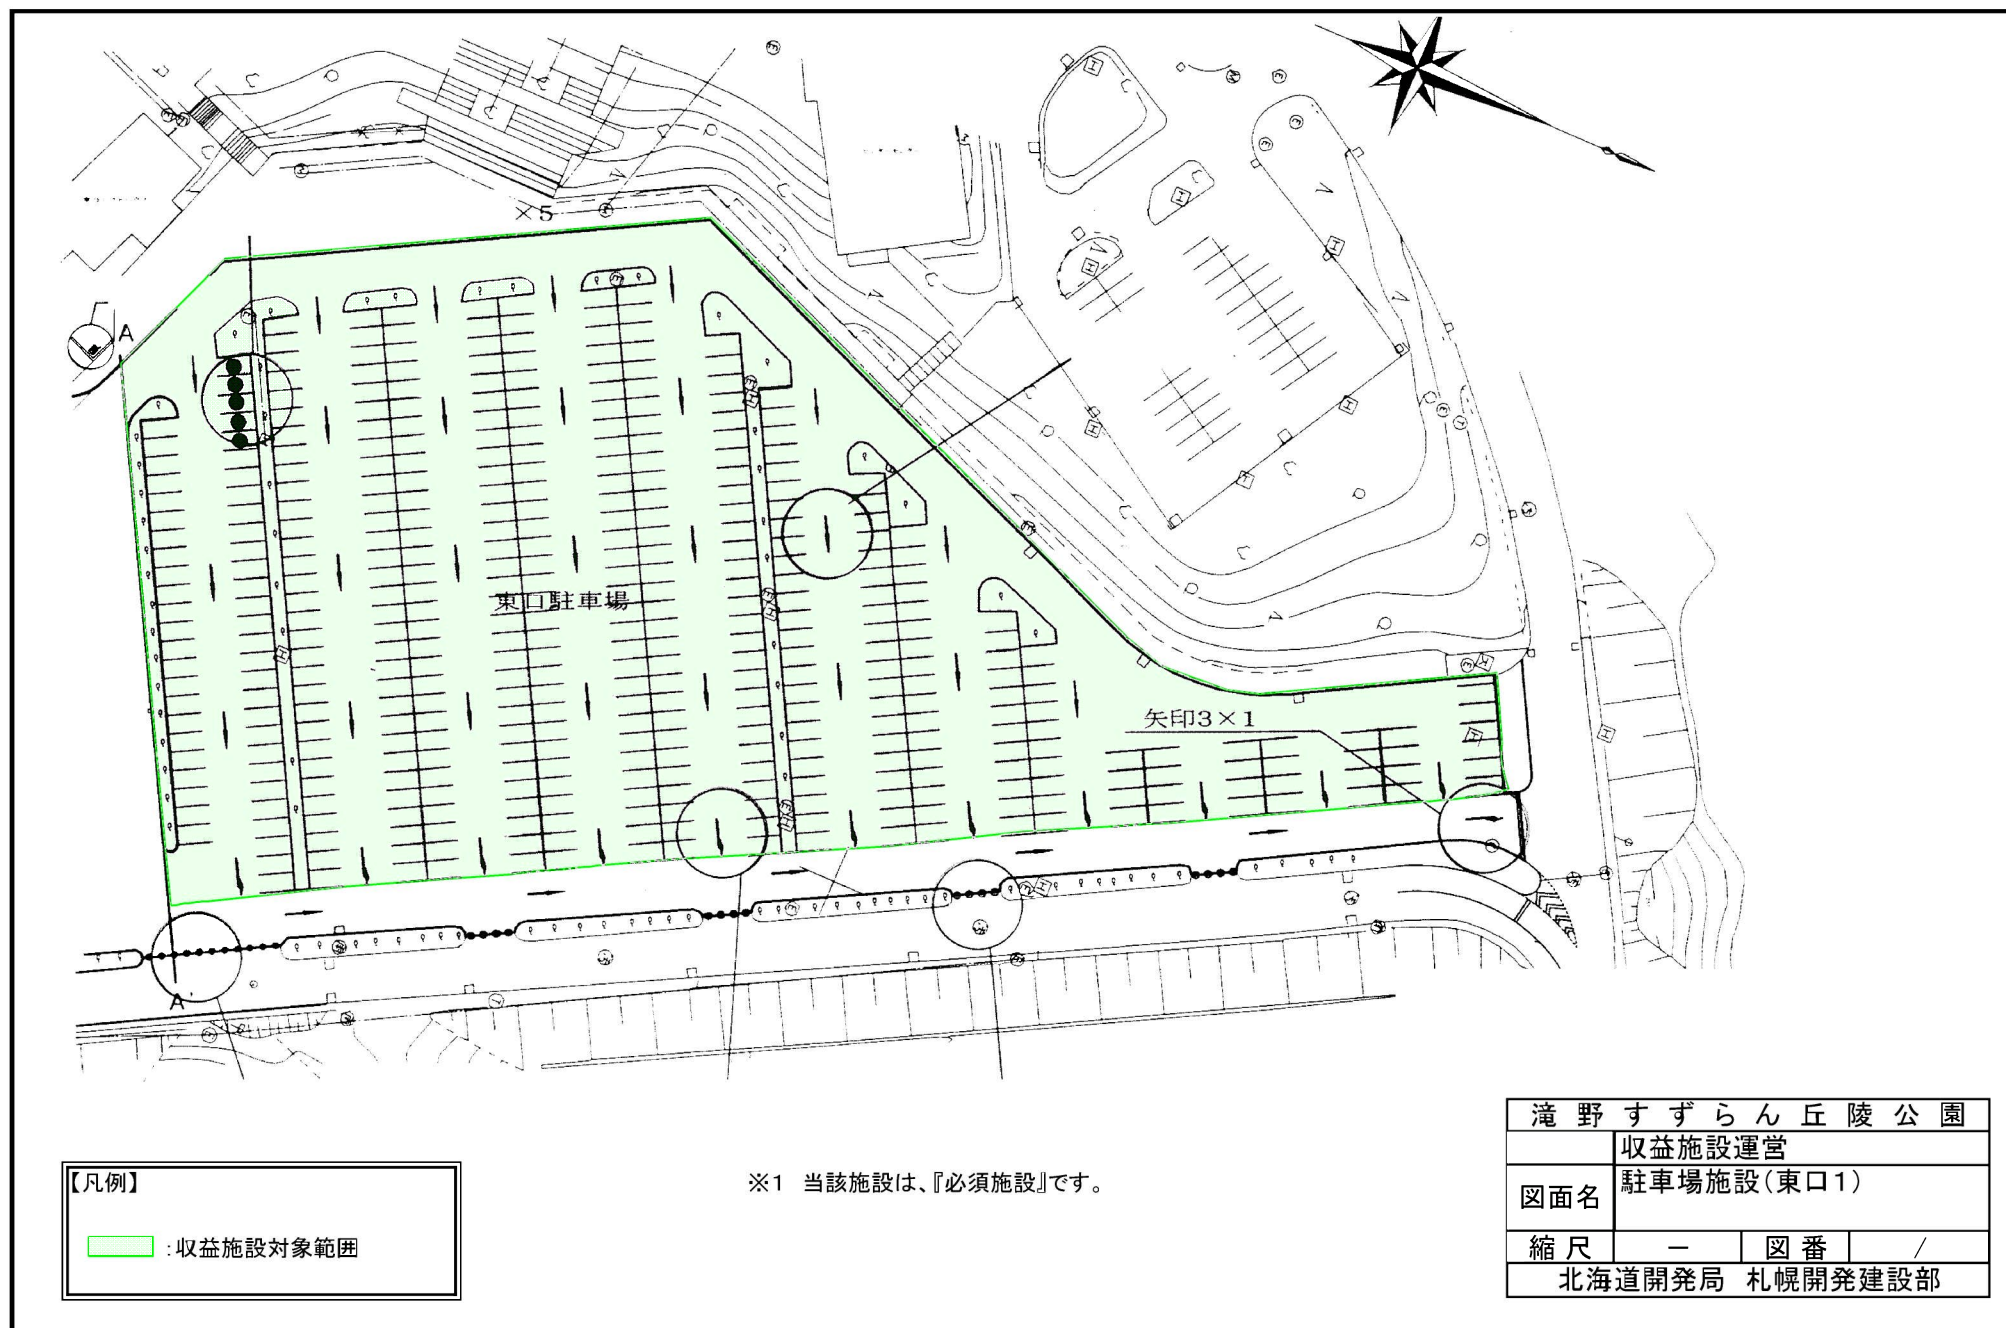 ×5
A
東口駐車場
矢印3×1
A'
【凡例】
:収益施設対象範囲
※1 当該施設は、『必須施設』です。
滝野すずらん丘陵公園
収益施設運営
図面名 駐車場施設(東口1)
縮尺 － 図番 /
北海道開発局 札幌開発建設部